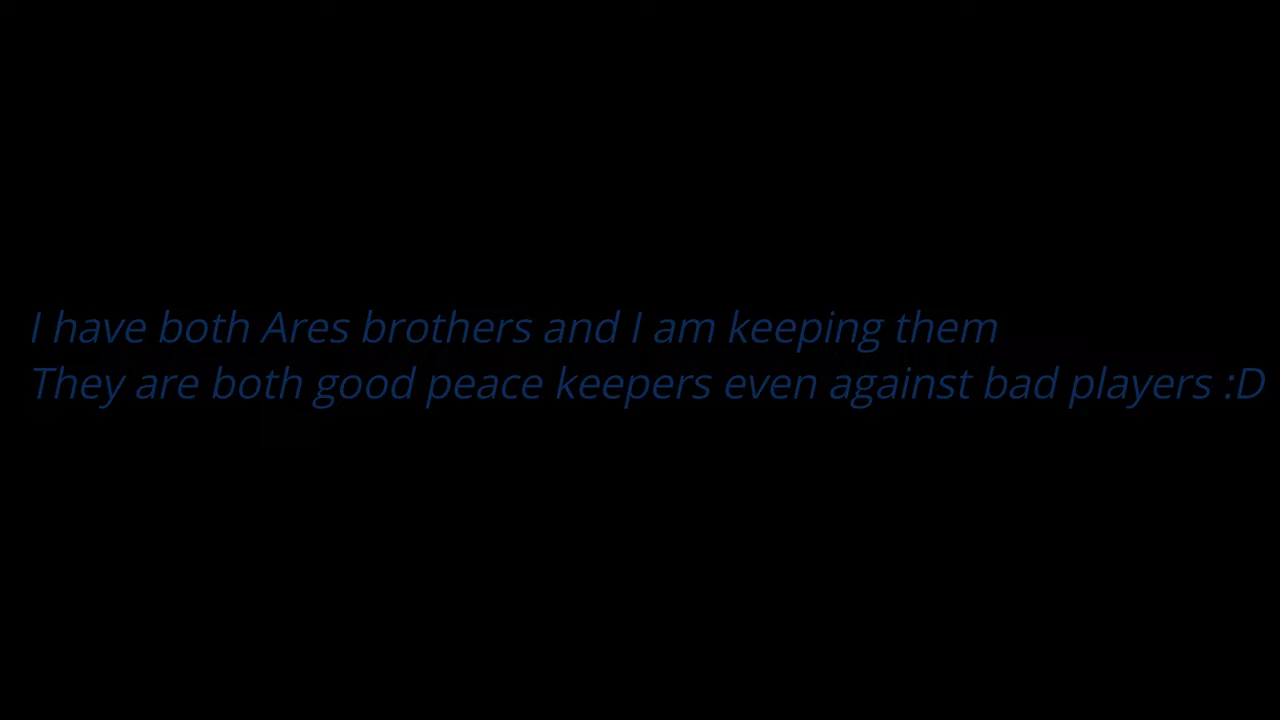 I have both Ares brothers and I am keeping them
They are both good peace keepers even against bad players :D